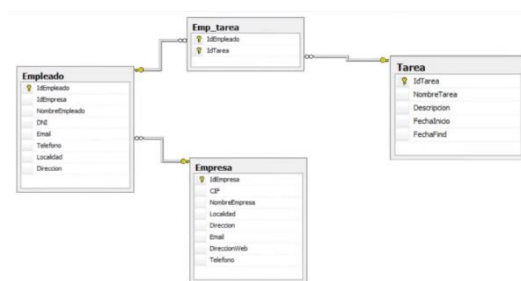 Emp_tarea
IdEmpleado
IdTarea
Tarea
IdTarea
NombreTarea
Descripcion
FechaInicio
FechaFind
Empleado
IdEmpleado
IdEmpresa
NombreEmpleado
DNI
Email
Telefono
Localidad
Direccion
Empresa
IdEmpresa
CIF
NombreEmpresa
Localidad
Direccion
Email
DireccionWeb
Telefono